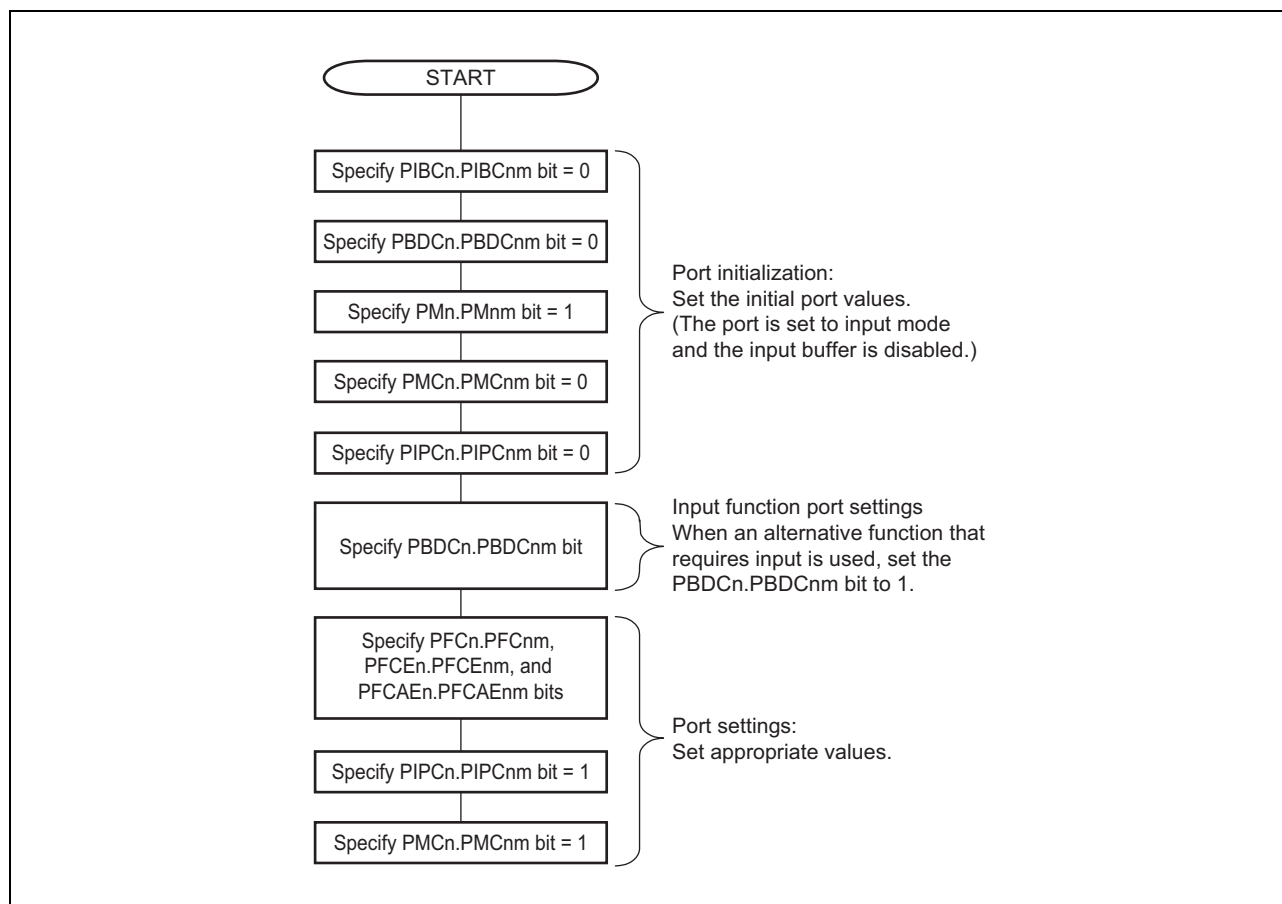 START
Specify PIBCn.PIBCnm bit = 0
Specify PBDCn.PBDCnm bit = 0
Specify PMn.PMnm bit = 1
Specify PMCn.PMCnm bit = 0
Specify PIPCn.PIPCnm bit = 0
Port initialization:
Set the initial port values.
(The port is set to input mode
and the input buffer is disabled.)
Specify PBDCn.PBDCnm bit
Input function port settings
When an alternative function that
requires input is used, set the
PBDCn.PBDCnm bit to 1.
Specify PFCn.PFCnm,
PFCEn.PFCEnm, and
PFCAEn.PFCAEnm bits
Specify PIPCn.PIPCnm bit = 1
Specify PMCn.PMCnm bit = 1
Port settings:
Set appropriate values.